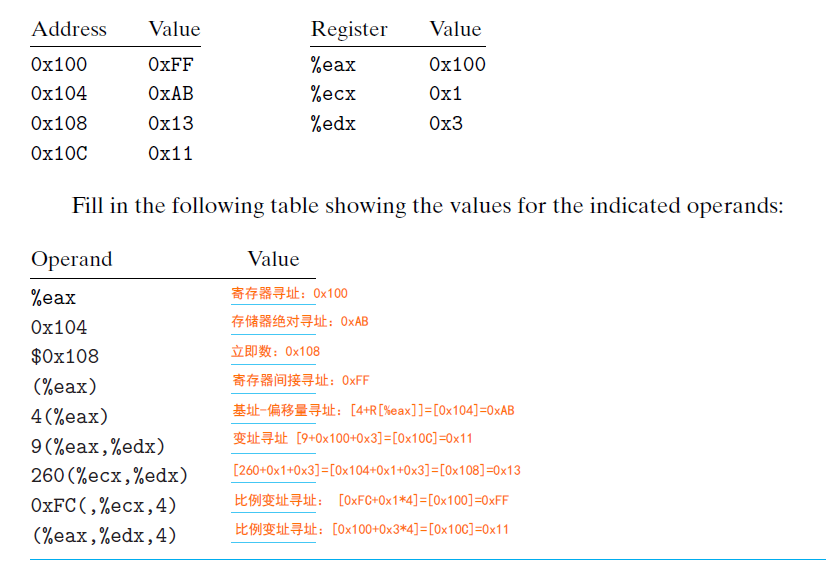 Address Value Register Value
0x100 0xFF %eax 0x100
0x104 0xAB %ecx 0x1
0x108 0x13 %edx 0x3
0x10C 0x11
Fill in the following table showing the values for the indicated operands:
Operand Value
%eax 寄存器寻址：0x100
0x104 存储器绝对寻址：0xAB
$0x108 立即数：0x108
(%eax) 寄存器间接寻址：0xFF
4(%eax) 基址-偏移量寻址：[4+R[%eax]]=[0x104]=0xAB
9(%eax,%edx) 变址寻址 [9+0x100+0x3]=[0x10C]=0x11
260(%ecx,%edx) [260+0x1+0x3]=[0x104+0x1+0x3]=[0x108]=0x13
0xFC(,%ecx,4) 比例变址寻址： [0xFC+0x1*4]=[0x100]=0xFF
(%eax,%edx,4) 比例变址寻址：[0x100+0x3*4]=[0x10C]=0x11